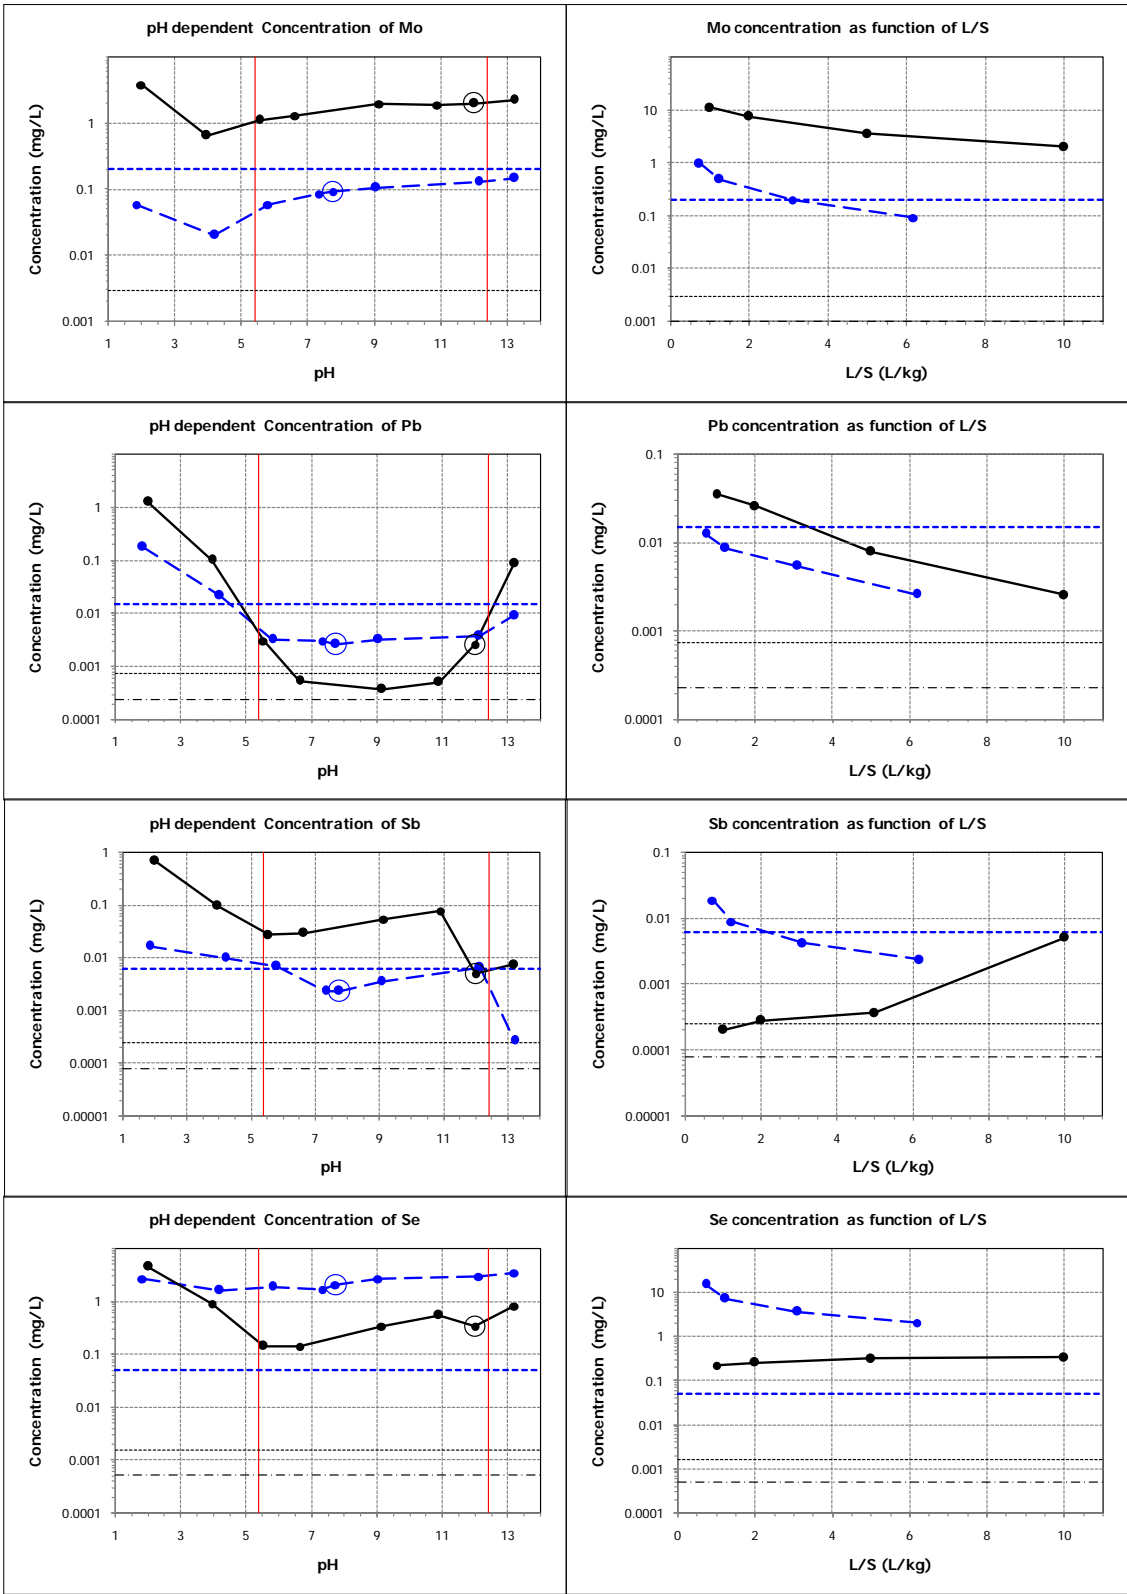 pH dependent Concentration of Mo
Concentration (mg/L)
1
0.1
0.01
0.001
1 3 5 7 9 11 13
pH
Mo concentration as function of L/S
Concentration (mg/L)
10
1
0.1
0.01
0.001
0 2 4 6 8 10
L/S (L/kg)
pH dependent Concentration of Pb
Concentration (mg/L)
1
0.1
0.01
0.001
0.0001
1 3 5 7 9 11 13
pH
Pb concentration as function of L/S
Concentration (mg/L)
0.1
0.01
0.001
0.0001
0 2 4 6 8 10
L/S (L/kg)
pH dependent Concentration of Sb
Concentration (mg/L)
1
0.1
0.01
0.001
0.0001
0.00001
1 3 5 7 9 11 13
pH
Sb concentration as function of L/S
Concentration (mg/L)
0.1
0.01
0.001
0.0001
0.00001
0 2 4 6 8 10
L/S (L/kg)
pH dependent Concentration of Se
Concentration (mg/L)
1
0.1
0.01
0.001
0.0001
1 3 5 7 9 11 13
pH
Se concentration as function of L/S
Concentration (mg/L)
10
1
0.1
0.01
0.001
0.0001
0 2 4 6 8 10
L/S (L/kg)